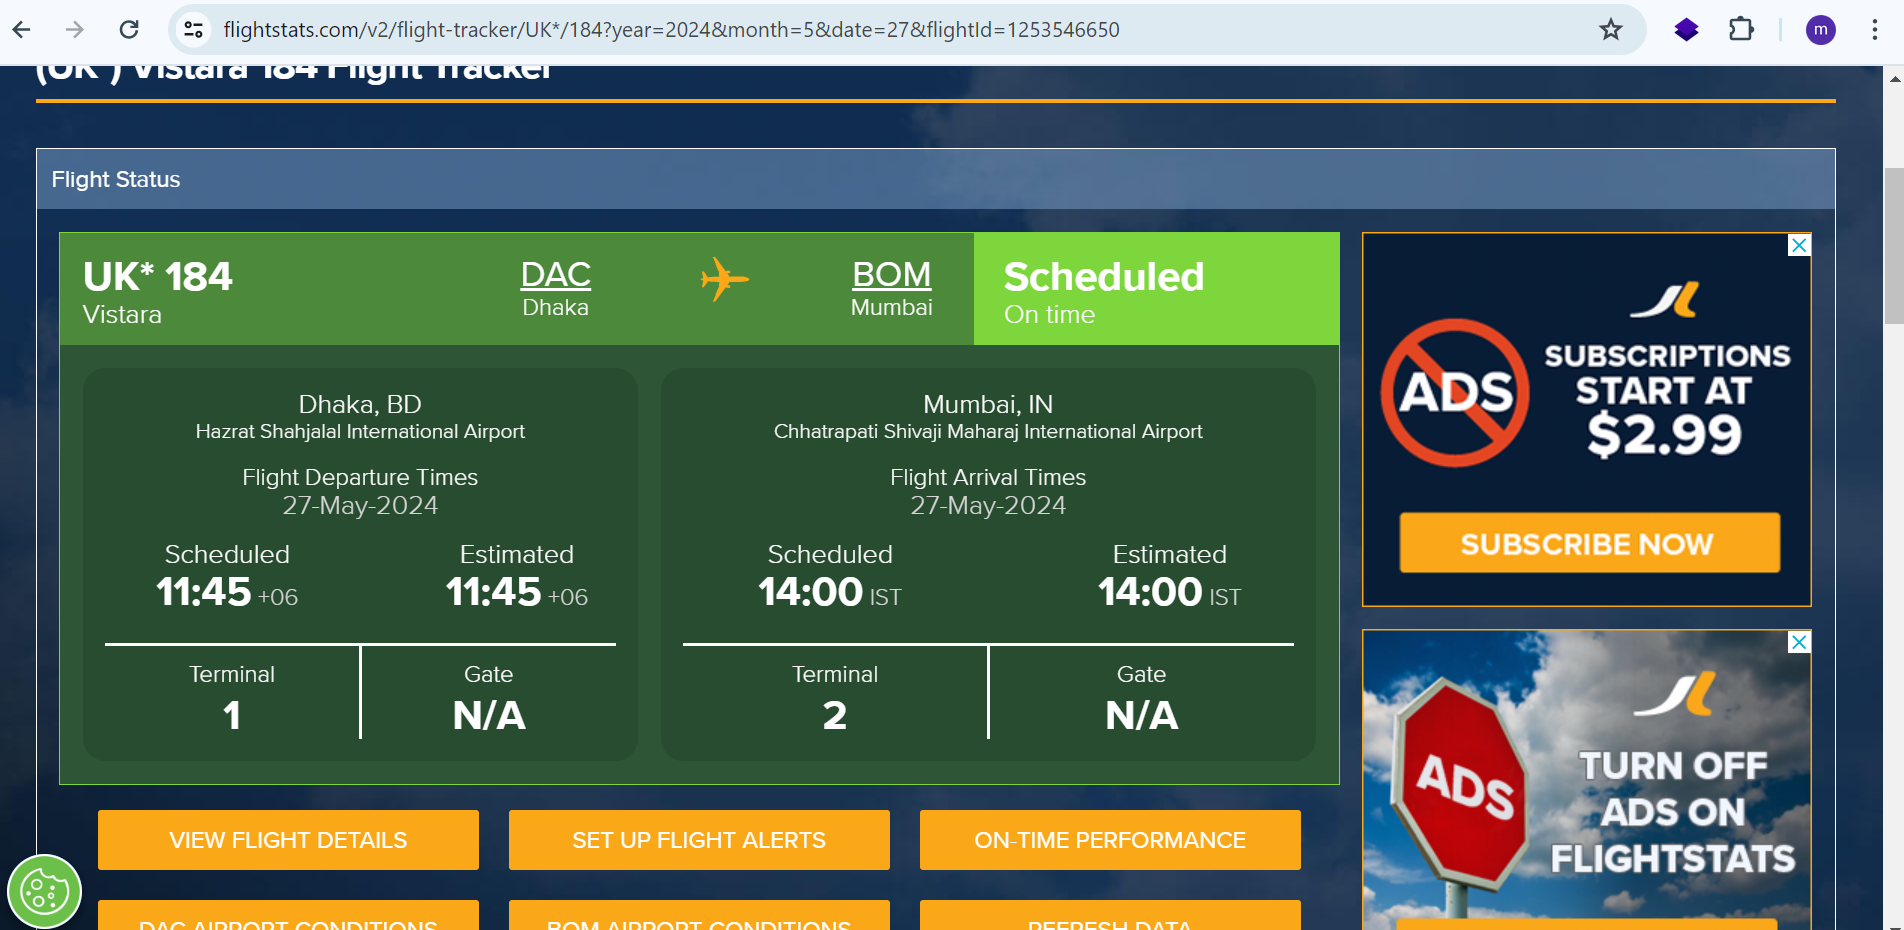 flightstats.com/v2/flight-tracker/UK*/184?year=2024&month=5&date=27&flightId=1253546650
m
(UK*) Vistara 184 Flight Tracker
Flight Status
UK* 184
Vistara
DAC
Dhaka
BOM
Mumbai
Scheduled
On time
Dhaka, BD
Hazrat Shahjalal International Airport
Flight Departure Times
27-May-2024
Scheduled
11:45 +06
Estimated
11:45 +06
Terminal
1
Gate
N/A
Mumbai, IN
Chhatrapati Shivaji Maharaj International Airport
Flight Arrival Times
27-May-2024
Scheduled
14:00 IST
Estimated
14:00 IST
Terminal
2
Gate
N/A
VIEW FLIGHT DETAILS
SET UP FLIGHT ALERTS
ON-TIME PERFORMANCE
DAC AIRPORT CONDITIONS
BOM AIRPORT CONDITIONS
REFRESH DATA
ADS
SUBSCRIPTIONS
START AT
$2.99
SUBSCRIBE NOW
ADS
TURN OFF
ADS ON
FLIGHTSTATS